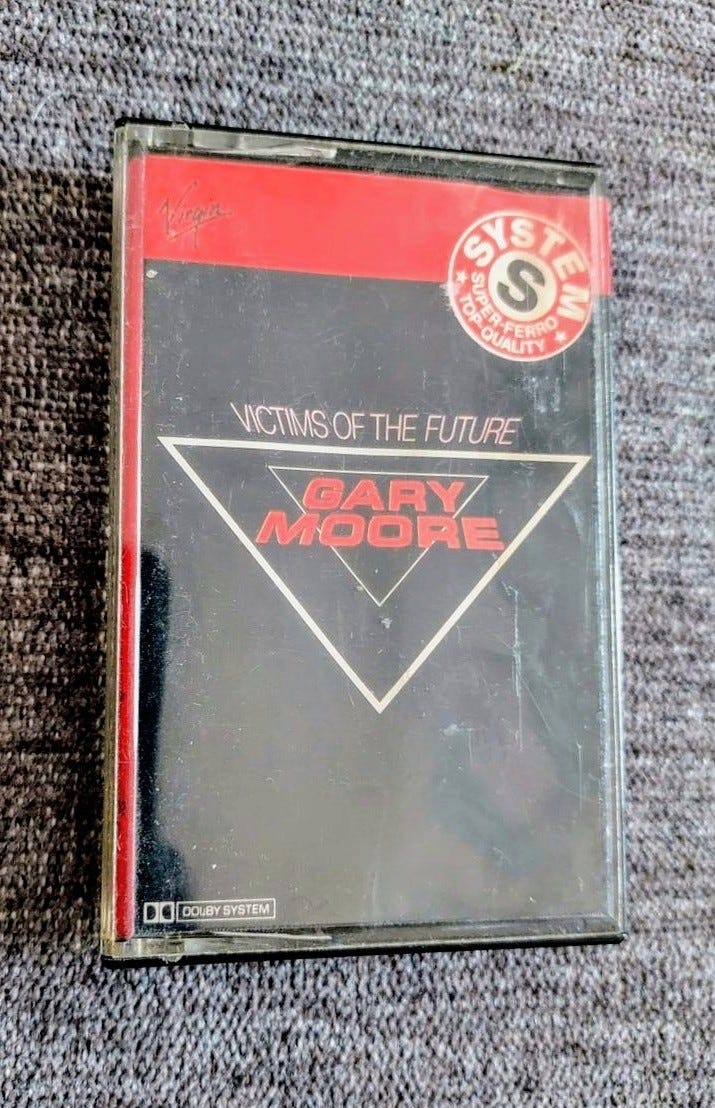 Virgin
SYSTEM
S
★ SUPER-FERRO ★
TOP-QUALITY
VICTIMS OF THE FUTURE
GARY
MOORE
DOLBY SYSTEM